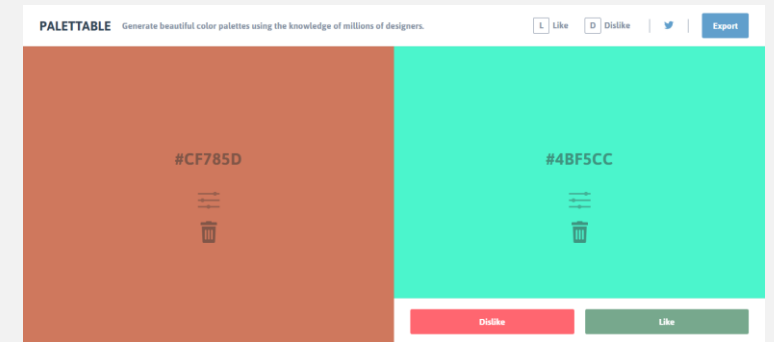 PALETTABLE Generate beautiful color palettes using the knowledge of millions of designers. L Like D Dislike Export
#CF785D #4BF5CC
Dislike Like